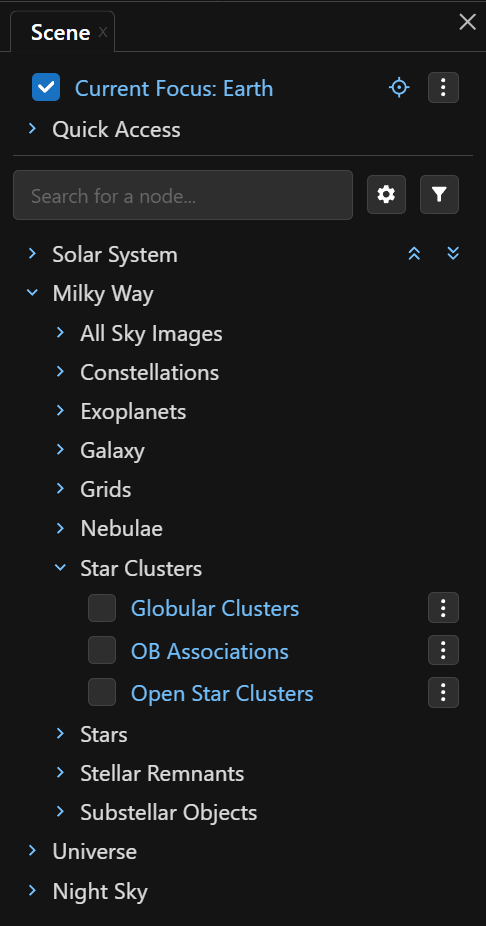 Scene x
Current Focus: Earth
Quick Access
Search for a node...
Solar System
Milky Way
All Sky Images
Constellations
Exoplanets
Galaxy
Grids
Nebulae
Star Clusters
Globular Clusters
OB Associations
Open Star Clusters
Stars
Stellar Remnants
Substellar Objects
Universe
Night Sky